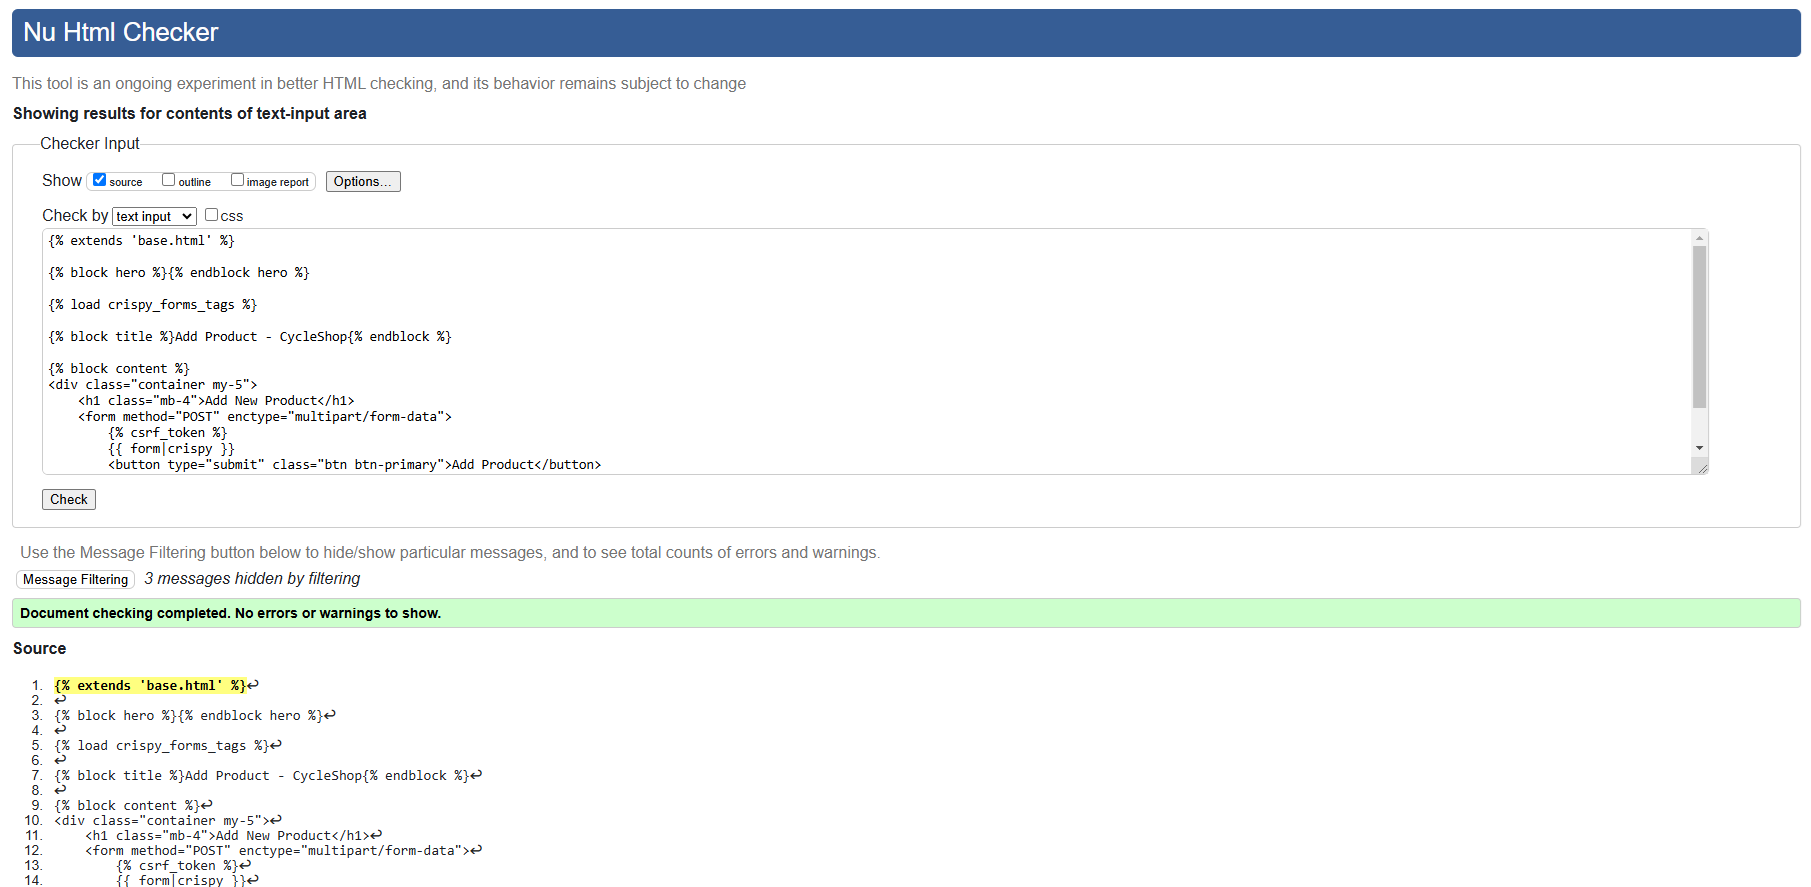 Nu Html Checker
This tool is an ongoing experiment in better HTML checking, and its behavior remains subject to change
Showing results for contents of text-input area
Checker Input
Show source outline image report Options...
Check by text input css
{% extends 'base.html' %}
{% block hero %}{% endblock hero %}
{% load crispy_forms_tags %}
{% block title %}Add Product - CycleShop{% endblock %}
{% block content %}
<div class="container my-5">
    <h1 class="mb-4">Add New Product</h1>
    <form method="POST" enctype="multipart/form-data">
        {% csrf_token %}
        {{ form|crispy }}
        <button type="submit" class="btn btn-primary">Add Product</button>
Check
Use the Message Filtering button below to hide/show particular messages, and to see total counts of errors and warnings.
Message Filtering 3 messages hidden by filtering
Document checking completed. No errors or warnings to show.
Source
1. {% extends 'base.html' %}↩
2. ↩
3. {% block hero %}{% endblock hero %}↩
4. ↩
5. {% load crispy_forms_tags %}↩
6. ↩
7. {% block title %}Add Product - CycleShop{% endblock %}↩
8. ↩
9. {% block content %}↩
10. <div class="container my-5">↩
11.     <h1 class="mb-4">Add New Product</h1>↩
12.     <form method="POST" enctype="multipart/form-data">↩
13.         {% csrf_token %}↩
14.         {{ form|crispy }}↩